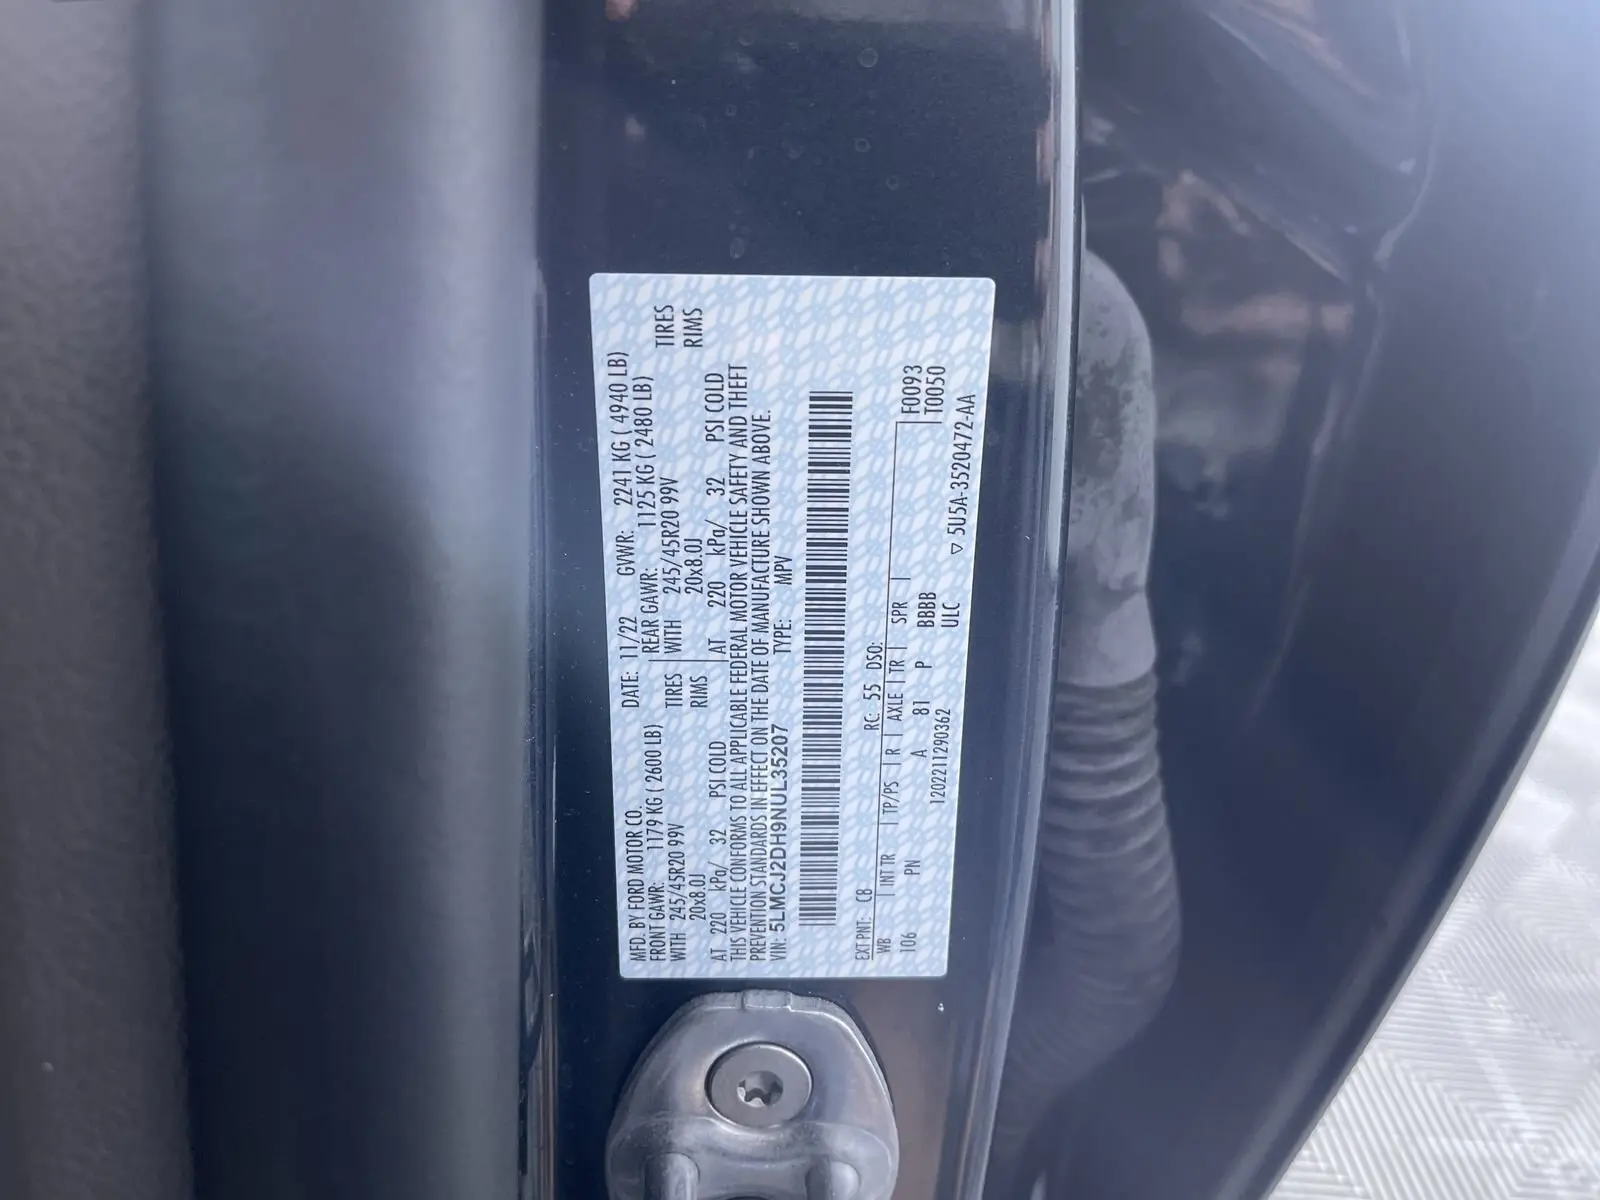 MFD. BY FORD MOTOR CO. DATE: 11/22 GVWR: 2241 KG ( 4940 LB)
FRONT GAWR: 1179 KG ( 2600 LB) REAR GAWR: 1125 KG ( 2480 LB)
WITH 245/45R20 99V TIRES WITH 245/45R20 99V TIRES
20x8.0J RIMS 20x8.0J RIMS
AT 220 kPa/ 32 PSI COLD AT 220 kPa/ 32 PSI COLD
THIS VEHICLE CONFORMS TO ALL APPLICABLE FEDERAL MOTOR VEHICLE SAFETY AND THEFT
PREVENTION STANDARDS IN EFFECT ON THE DATE OF MANUFACTURE SHOWN ABOVE.
VIN: 5LMCJ2DH9NUL35207 TYPE: MPV
EXT PNT: C8 RC: 55 DSO: F0093
WB INT TR TP/PS R AXLE TR SPR T0050
106 PN A 81 P BBBB
1202211290362 ULC
▽ 5U5A-3520472-AA